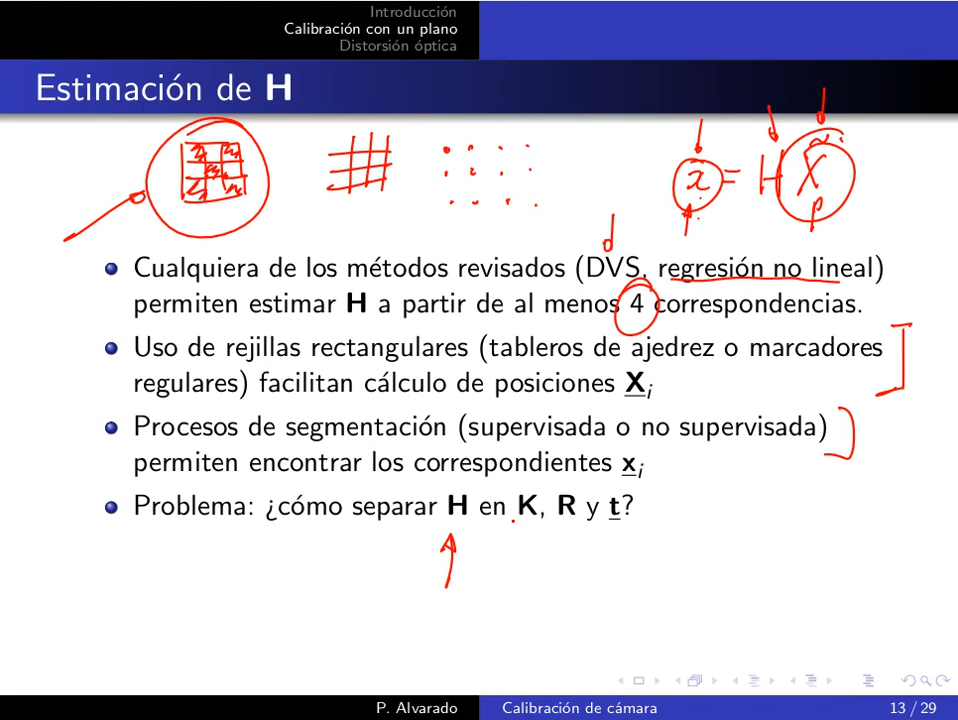 Introducción
Calibración con un plano
Distorsión óptica
Estimación de H
x = H X
Cualquiera de los métodos revisados (DVS, regresión no lineal)
permiten estimar H a partir de al menos 4 correspondencias.
Uso de rejillas rectangulares (tableros de ajedrez o marcadores
regulares) facilitan cálculo de posiciones X_i
Procesos de segmentación (supervisada o no supervisada)
permiten encontrar los correspondientes x_i
Problema: ¿cómo separar H en K, R y t?
P. Alvarado
Calibración de cámara
13 / 29